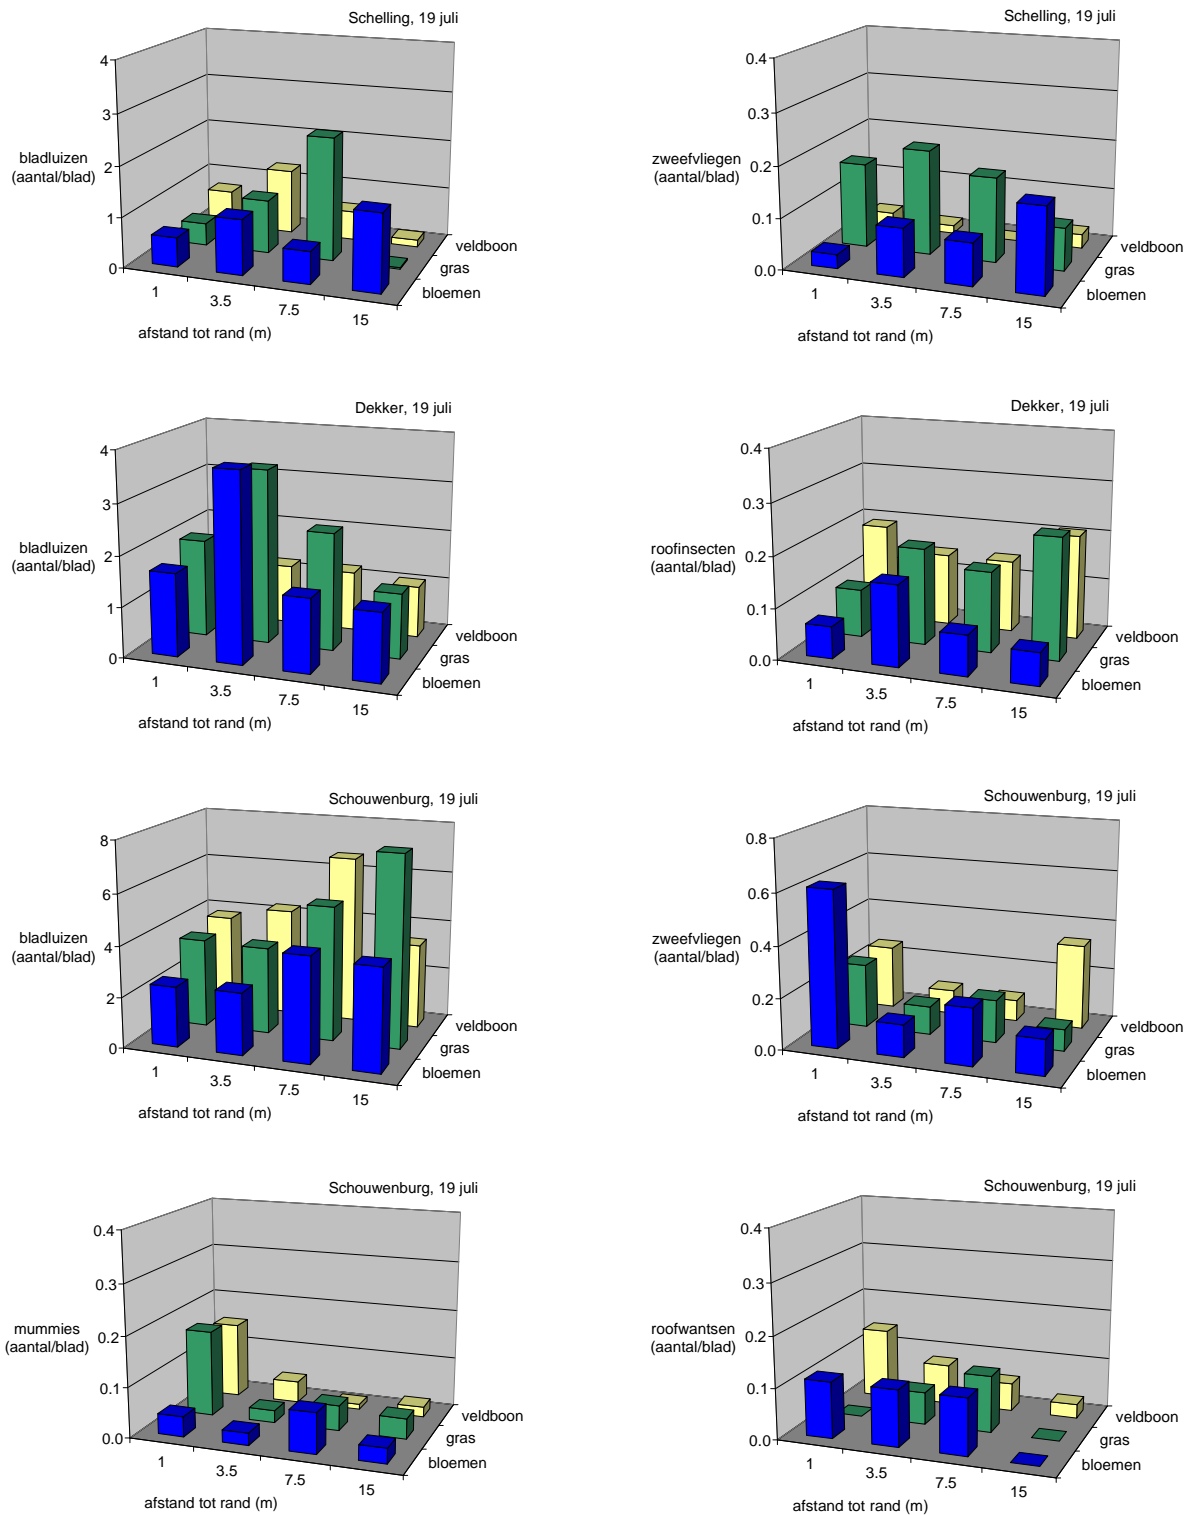 Schelling, 19 juli
4
3
2
1
0
bladluizen
(aantal/blad)
veldboon
gras
bloemen
1
3.5
7.5
15
afstand tot rand (m)
Schelling, 19 juli
0.4
0.3
0.2
0.1
0.0
zweefvliegen
(aantal/blad)
veldboon
gras
bloemen
1
3.5
7.5
15
afstand tot rand (m)
Dekker, 19 juli
4
3
2
1
0
bladluizen
(aantal/blad)
veldboon
gras
bloemen
1
3.5
7.5
15
afstand tot rand (m)
Dekker, 19 juli
0.4
0.3
0.2
0.1
0.0
roofinsecten
(aantal/blad)
veldboon
gras
bloemen
1
3.5
7.5
15
afstand tot rand (m)
Schouwenburg, 19 juli
8
6
4
2
0
bladluizen
(aantal/blad)
veldboon
gras
bloemen
1
3.5
7.5
15
afstand tot rand (m)
Schouwenburg, 19 juli
0.8
0.6
0.4
0.2
0.0
zweefvliegen
(aantal/blad)
veldboon
gras
bloemen
1
3.5
7.5
15
afstand tot rand (m)
Schouwenburg, 19 juli
0.4
0.3
0.2
0.1
0.0
mummies
(aantal/blad)
veldboon
gras
bloemen
1
3.5
7.5
15
afstand tot rand (m)
Schouwenburg, 19 juli
0.4
0.3
0.2
0.1
0.0
roofwantsen
(aantal/blad)
veldboon
gras
bloemen
1
3.5
7.5
15
afstand tot rand (m)